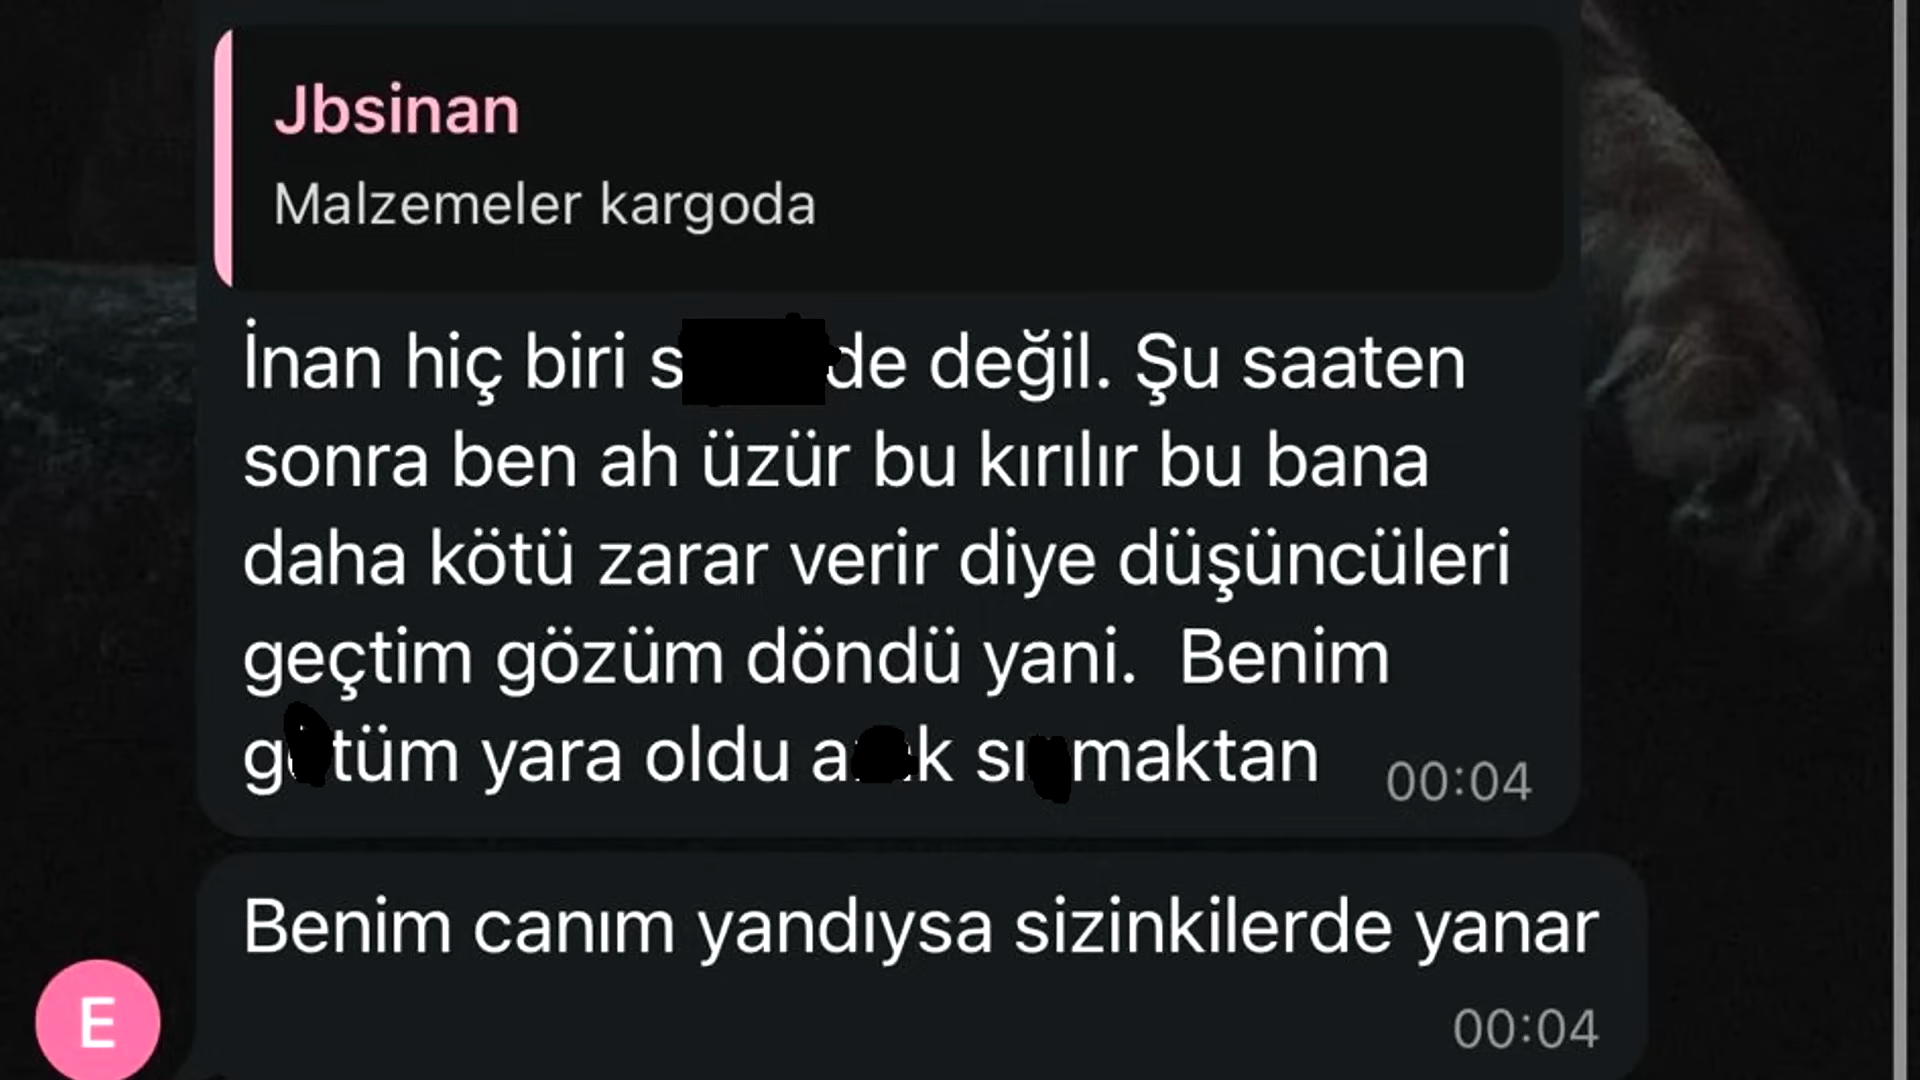 Jbsinan
Malzemeler kargoda
İnan hiç biri değil. Şu saaten
sonra ben ah üzür bu kırılır bu bana
daha kötü zarar verir diye düşüncüleri
geçtim gözüm döndü yani. Benim
yara oldu
00:04
Benim canım yandıysa sizinkilerde yanar
00:04
E